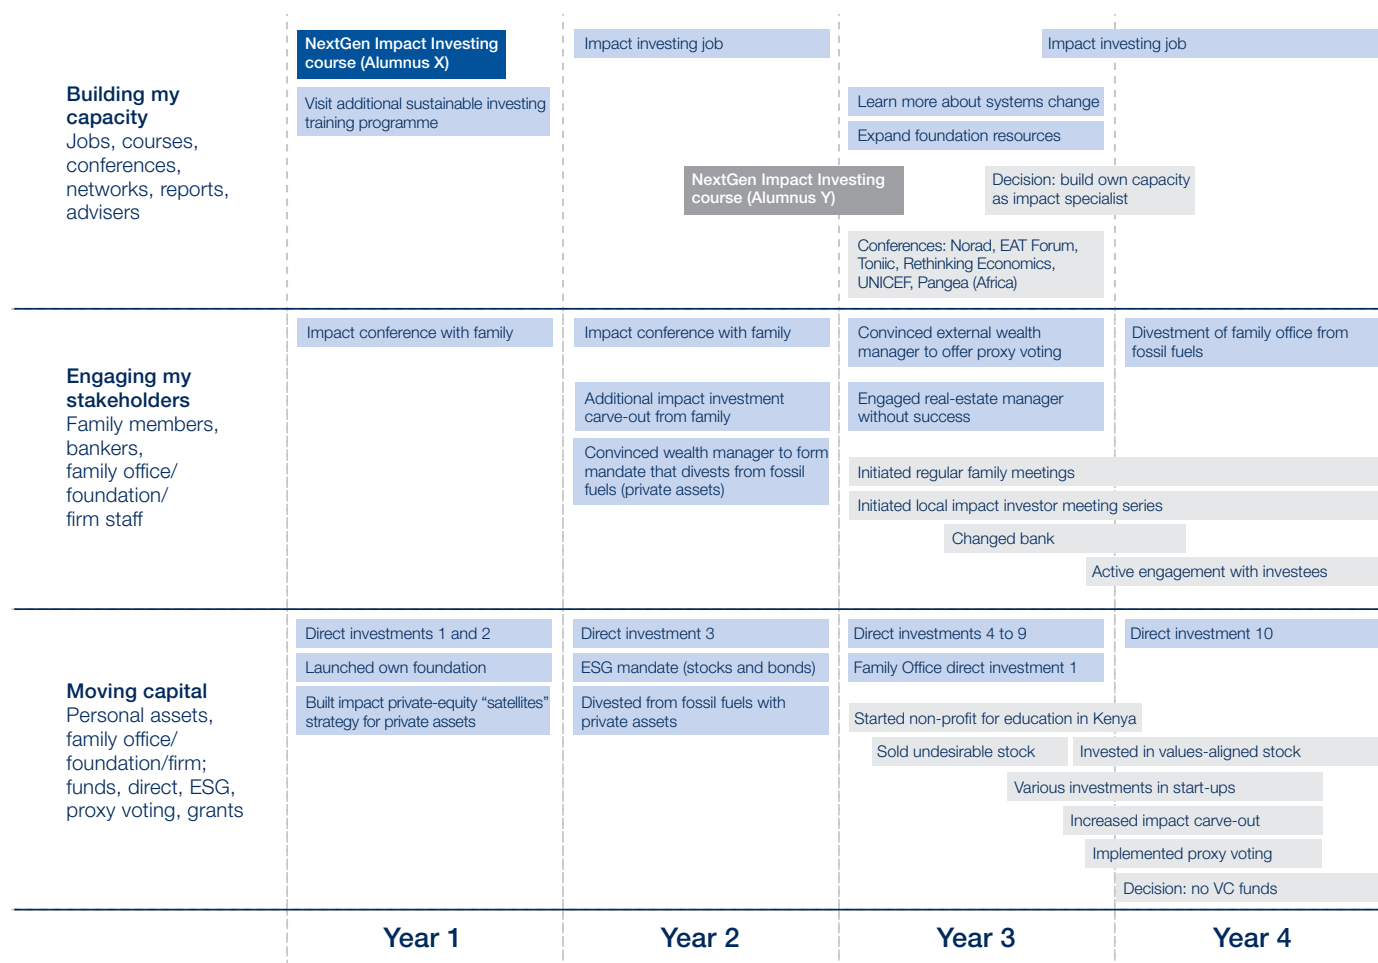 NextGen Impact Investing
course (Alumnus X)
Impact investing job
Impact investing job
Building my
capacity
Jobs, courses,
conferences,
networks, reports,
advisers
Visit additional sustainable investing
training programme
Learn more about systems change
Expand foundation resources
NextGen Impact Investing
course (Alumnus Y)
Decision: build own capacity
as impact specialist
Conferences: Norad, EAT Forum,
Toniic, Rethinking Economics,
UNICEF, Pangea (Africa)
Engaging my
stakeholders
Family members,
bankers,
family office/
foundation/
firm staff
Impact conference with family
Impact conference with family
Convinced external wealth
manager to offer proxy voting
Divestment of family office from
fossil fuels
Additional impact investment
carve-out from family
Engaged real-estate manager
without success
Convinced wealth manager to form
mandate that divests from fossil
fuels (private assets)
Initiated regular family meetings
Initiated local impact investor meeting series
Changed bank
Active engagement with investees
Moving capital
Personal assets,
family office/
foundation/firm;
funds, direct, ESG,
proxy voting, grants
Direct investments 1 and 2
Direct investment 3
Direct investments 4 to 9
Direct investment 10
Launched own foundation
ESG mandate (stocks and bonds)
Family Office direct investment 1
Built impact private-equity “satellites”
strategy for private assets
Divested from fossil fuels with
private assets
Started non-profit for education in Kenya
Sold undesirable stock
Invested in values-aligned stock
Various investments in start-ups
Increased impact carve-out
Implemented proxy voting
Decision: no VC funds
Year 1
Year 2
Year 3
Year 4